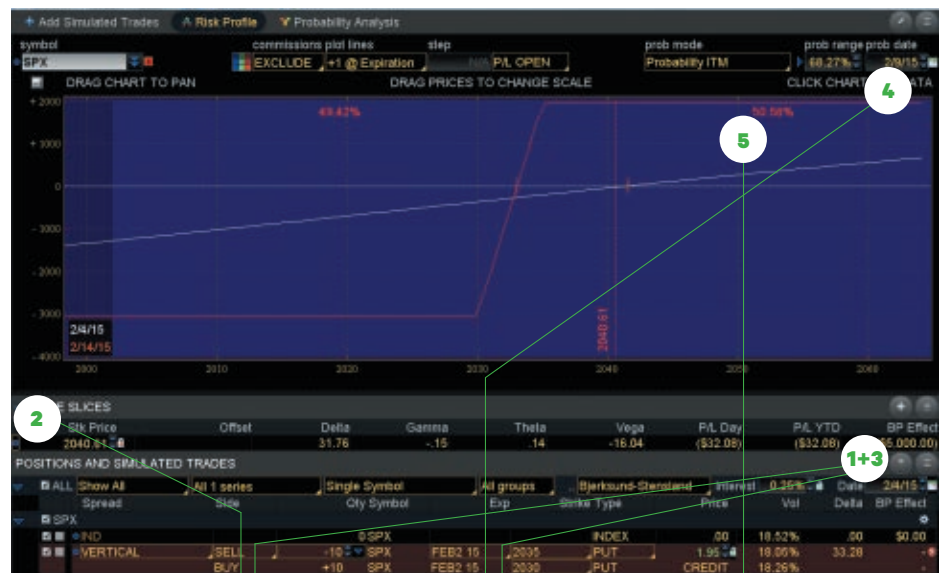 Add Simulated Trades Risk Profile Probability Analysis
symbol commissions plot lines step prob mode prob range prob date
SPX EXCLUDE +1 @ Expiration N/A P/L OPEN Probability ITM 68.27% 2/9/15
DRAG CHART TO PAN DRAG PRICES TO CHANGE SCALE CLICK CHART DATA
4
+2000 49.42% 50.58%
+1000
5
0
-1000
-2000
-3000
2/4/15
2040.61
2/14/15
-4000
2000 2010 2020 2030 2040 2050 2060
2
SLICES
Stk Price Offset Delta Gamma Theta Vega P/L Day P/L YTD BP Effect
2040.61 31.76 -.15 .14 -16.04 ($32.08) ($32.08) $5,000.00)
1+3
POSITIONS AND SIMULATED TRADES
ALL Show All All 1 series Single Symbol All groups Bjerksund-Stensland Interest 0.35% Date 2/4/15
Spread Side Qty Symbol Exp Strike Type Price Vol Delta BP Effect
SPX
IND 0 SPX INDEX .00 18.52% .00 $0.00
VERTICAL SELL -10 SPX FEB2 15 2035 PUT 1.95 18.05% 33.28
BUY +10 SPX FEB2 15 2030 PUT CREDIT 18.26%